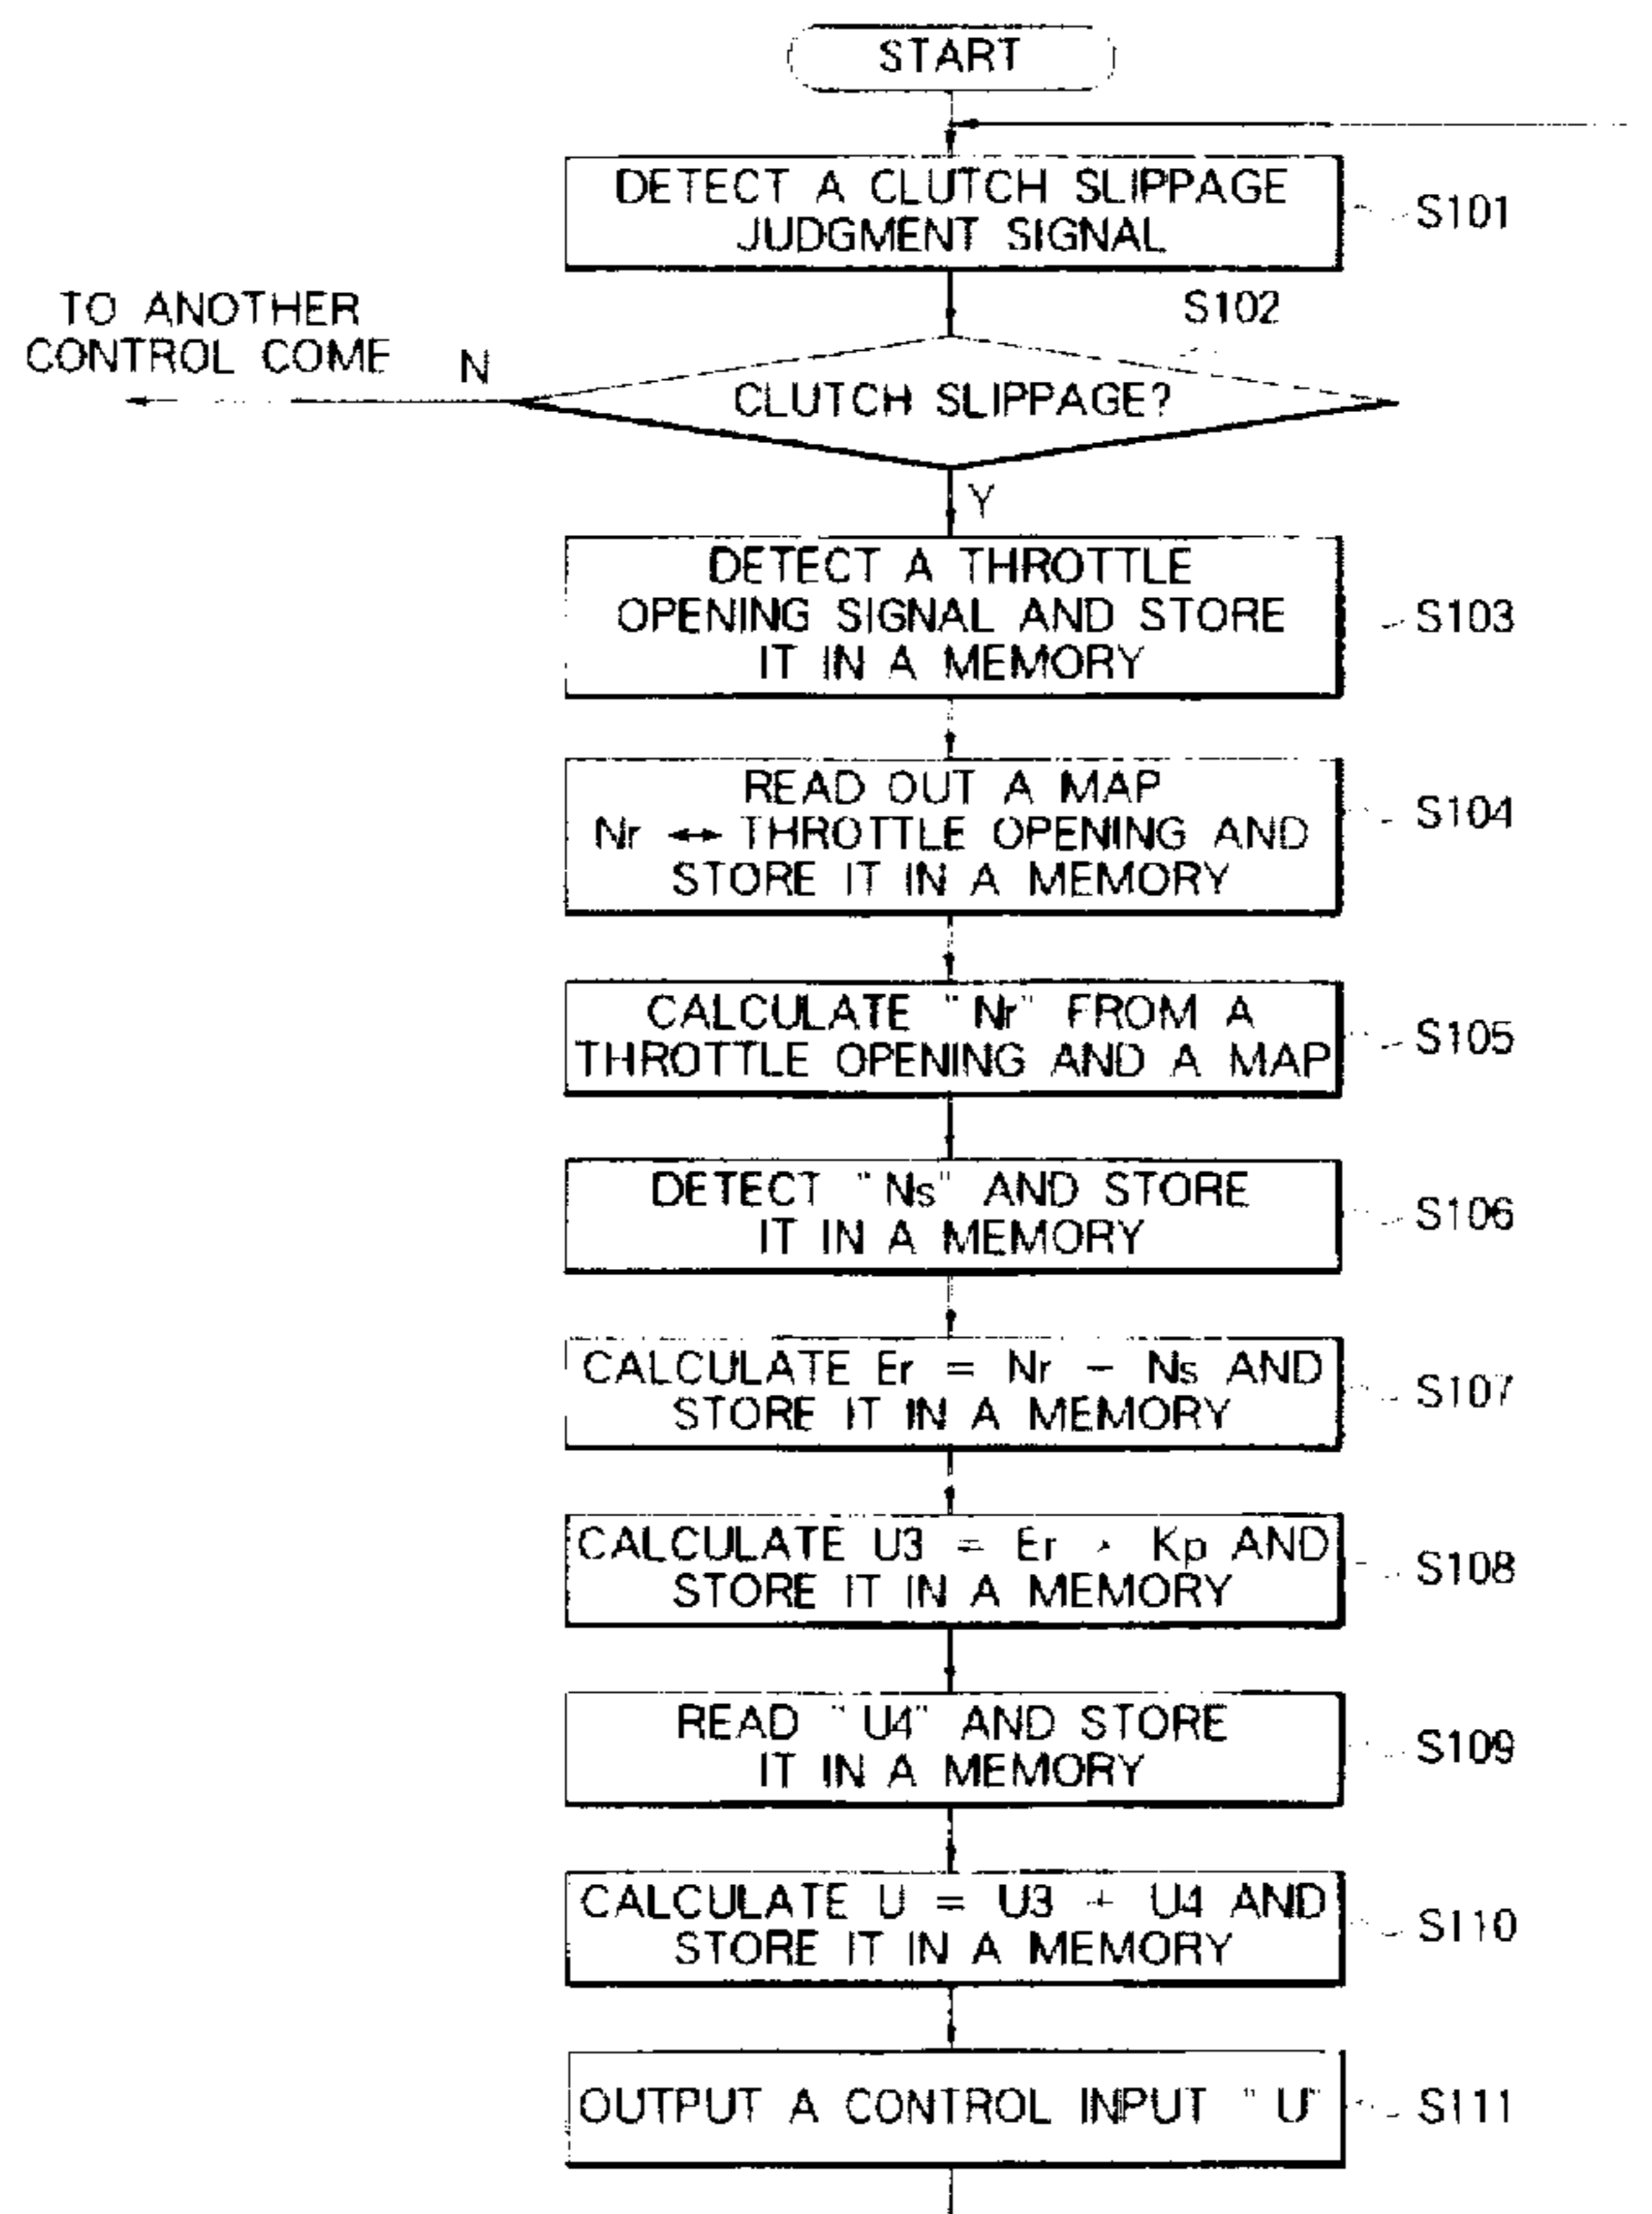 START
DETECT A CLUTCH SLIPPAGE
JUDGMENT SIGNAL
S101
TO ANOTHER
CONTROL COME
N
S102
CLUTCH SLIPPAGE?
Y
DETECT A THROTTLE
OPENING SIGNAL AND STORE
IT IN A MEMORY
S103
READ OUT A MAP
Nr ↔ THROTTLE OPENING AND
STORE IT IN A MEMORY
S104
CALCULATE "Nr" FROM A
THROTTLE OPENING AND A MAP
S105
DETECT "Ns" AND STORE
IT IN A MEMORY
S106
CALCULATE Er = Nr - Ns AND
STORE IT IN A MEMORY
S107
CALCULATE U3 = Er × Kp AND
STORE IT IN A MEMORY
S108
READ "U4" AND STORE
IT IN A MEMORY
S109
CALCULATE U = U3 + U4 AND
STORE IT IN A MEMORY
S110
OUTPUT A CONTROL INPUT "U"
S111